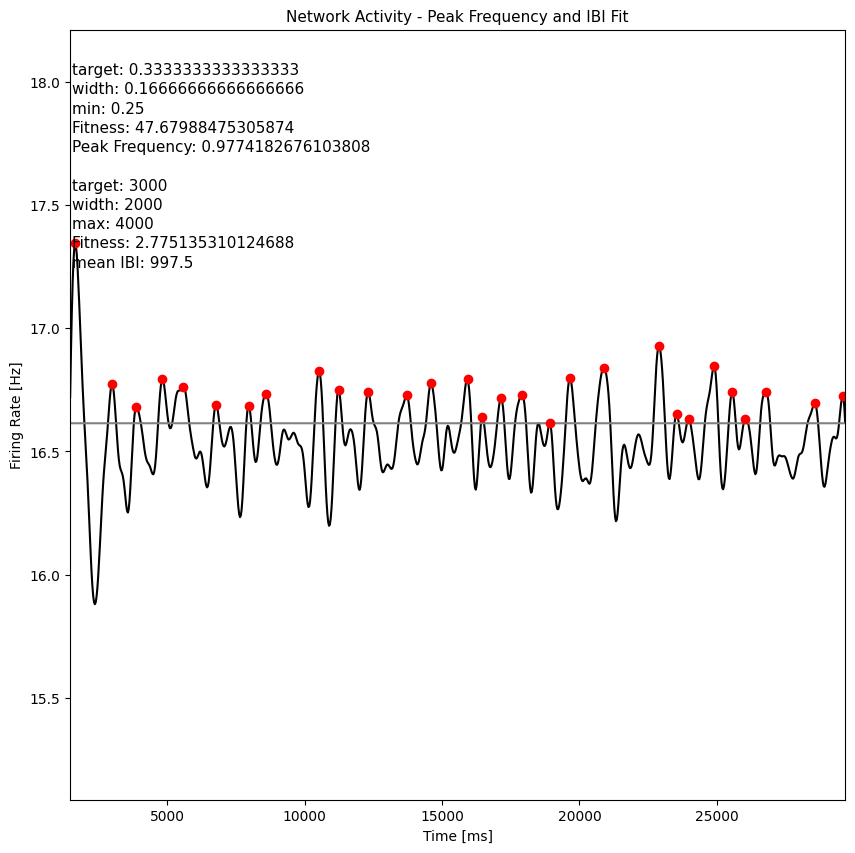 Network Activity - Peak Frequency and IBI Fit
target: 0.3333333333333333
width: 0.16666666666666666
min: 0.25
Fitness: 47.67988475305874
Peak Frequency: 0.9774182676103808
target: 3000
width: 2000
max: 4000
Fitness: 2.775135310124688
mean IBI: 997.5
18.0
17.5
17.0
16.5
16.0
15.5
Firing Rate [Hz]
5000
10000
15000
20000
25000
Time [ms]